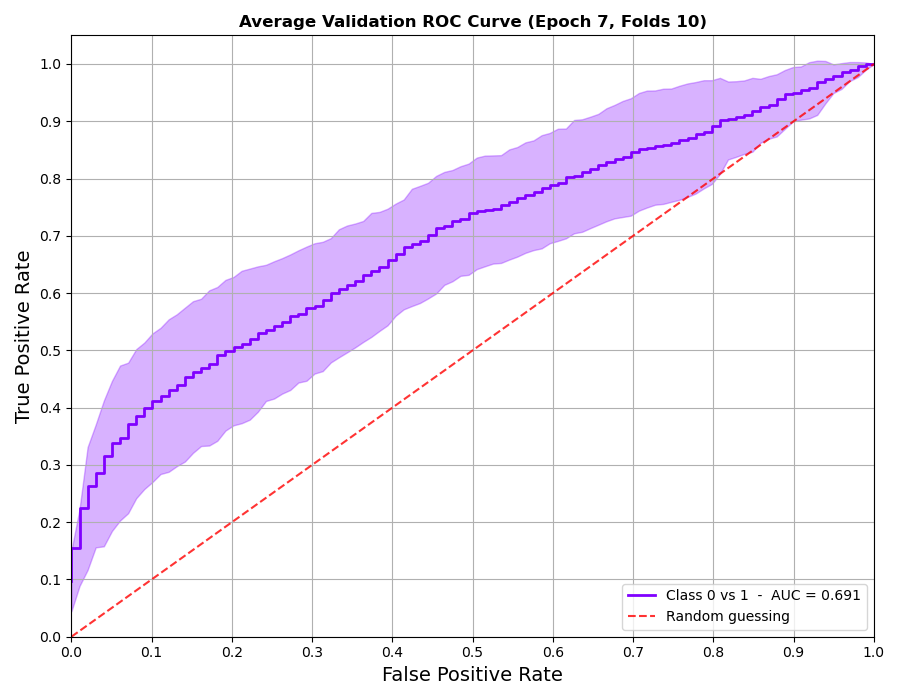 Average Validation ROC Curve (Epoch 7, Folds 10)
True Positive Rate
1.0
0.9
0.8
0.7
0.6
0.5
0.4
0.3
0.2
0.1
0.0
Class 0 vs 1 - AUC = 0.691
Random guessing
0.0 0.1 0.2 0.3 0.4 0.5 0.6 0.7 0.8 0.9 1.0
False Positive Rate